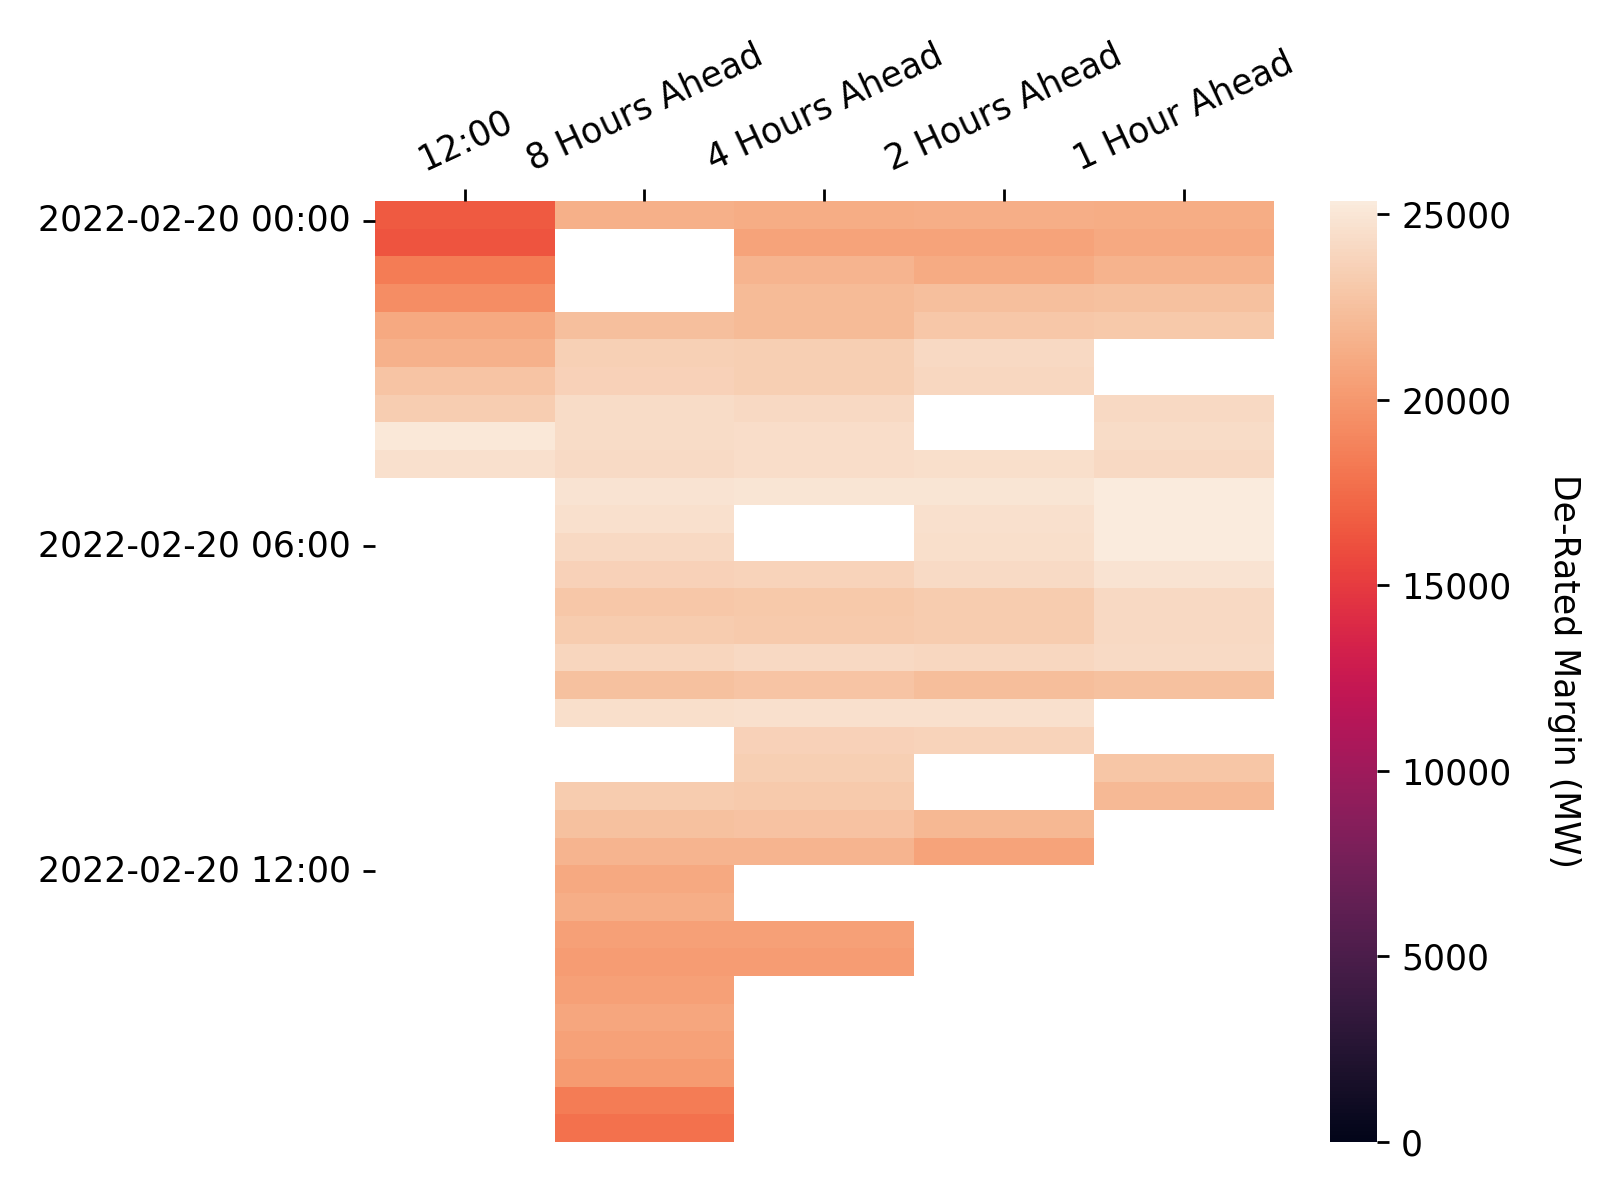 12:00
8 Hours Ahead
4 Hours Ahead
2 Hours Ahead
1 Hour Ahead
2022-02-20 00:00
2022-02-20 06:00
2022-02-20 12:00
25000
20000
15000
10000
5000
0
De-Rated Margin (MW)